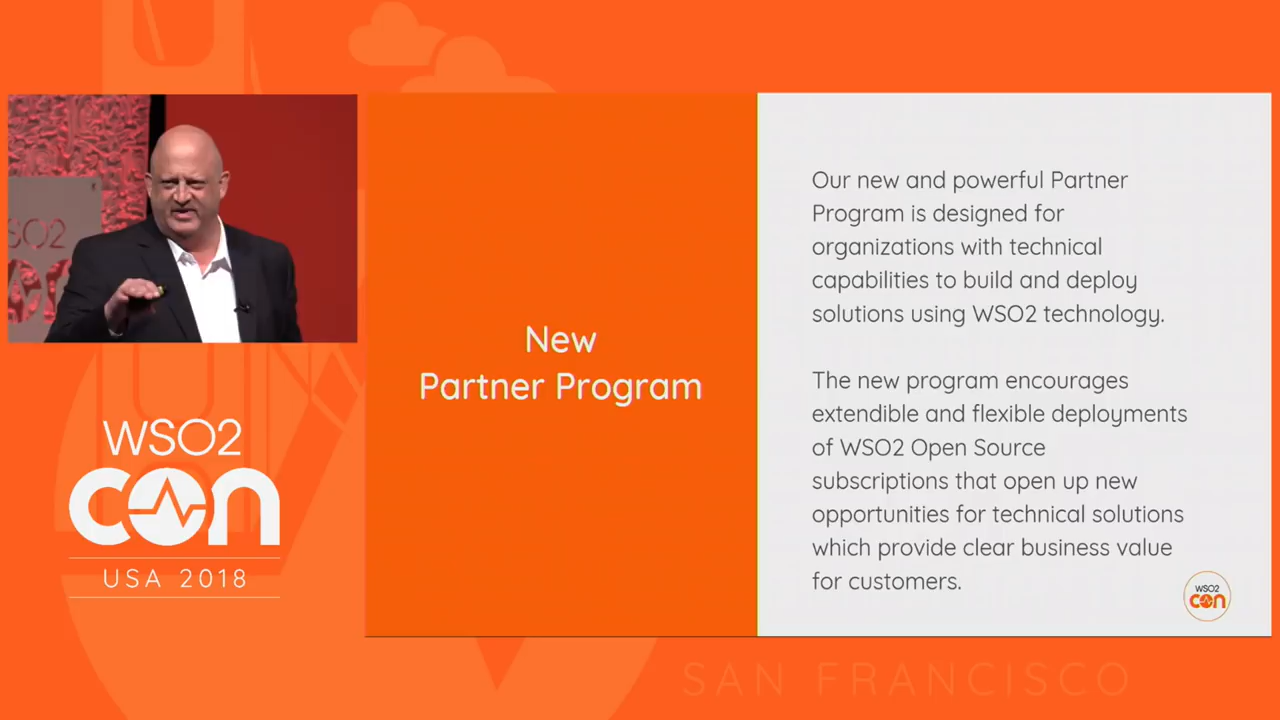 SO2
WSO2
con
USA 2018
New
Partner Program
Our new and powerful Partner
Program is designed for
organizations with technical
capabilities to build and deploy
solutions using WSO2 technology.
The new program encourages
extendible and flexible deployments
of WSO2 Open Source
subscriptions that open up new
opportunities for technical solutions
which provide clear business value
for customers.
WSO2
con
SAN FRANCISCO